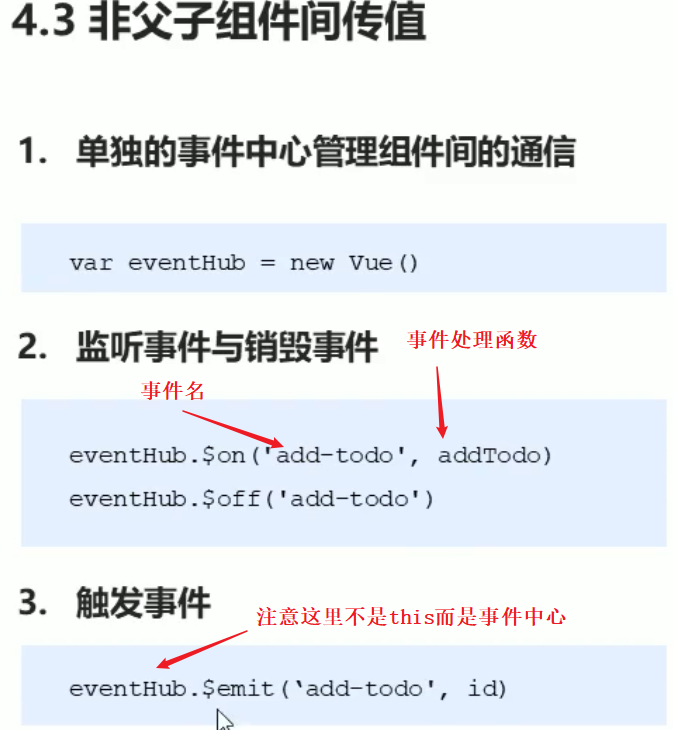 4.3 非父子组件间传值
1. 单独的事件中心管理组件间的通信
var eventHub = new Vue()
2. 监听事件与销毁事件
事件处理函数
事件名
eventHub.$on('add-todo', addTodo)
eventHub.$off('add-todo')
3. 触发事件
注意这里不是this而是事件中心
eventHub.$emit(‘add-todo', id)